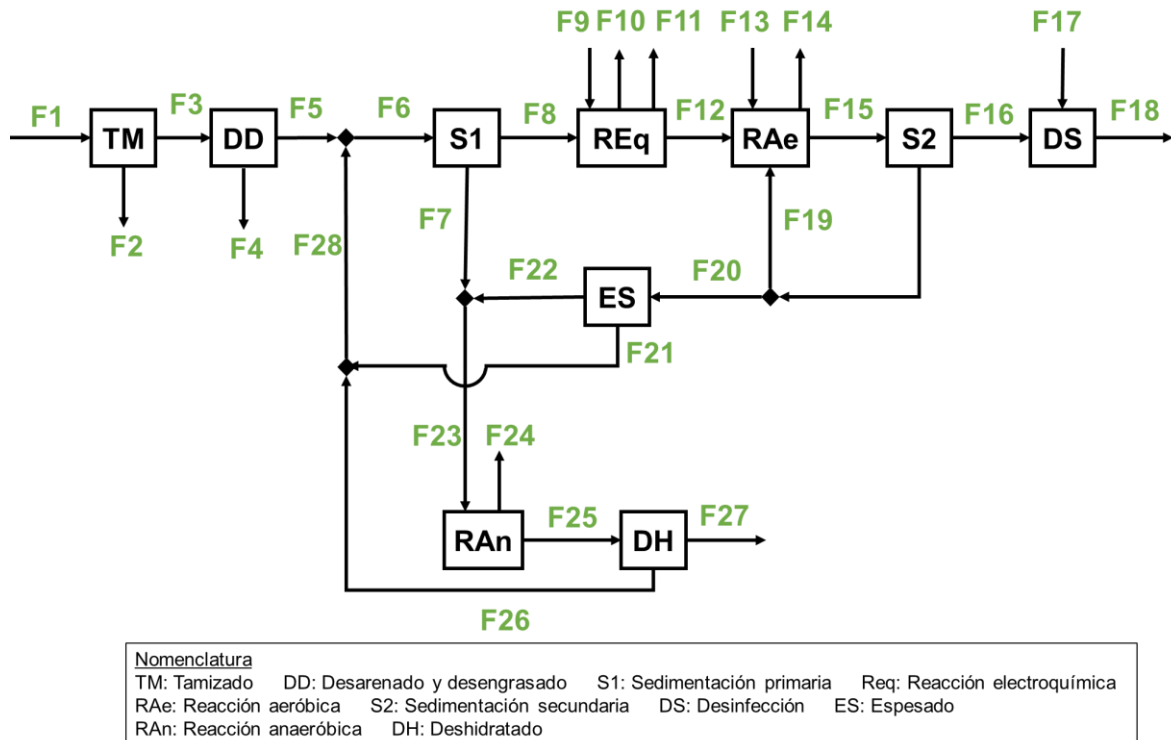 F9 F10 F11 F13 F14 F17
F1 F3 F5 F6 F8 F12 F15 F16 F18
TM DD S1 REq RAe S2 DS
F2 F4 F28 F7 F22 F20 F19
ES
F21
F23 F24
RAn F25 DH F27
F26
Nomenclatura
TM: Tamizado DD: Desarenado y desengrasado S1: Sedimentación primaria Req: Reacción electroquímica
RAe: Reacción aeróbica S2: Sedimentación secundaria DS: Desinfección ES: Espesado
RAn: Reacción anaeróbica DH: Deshidratado